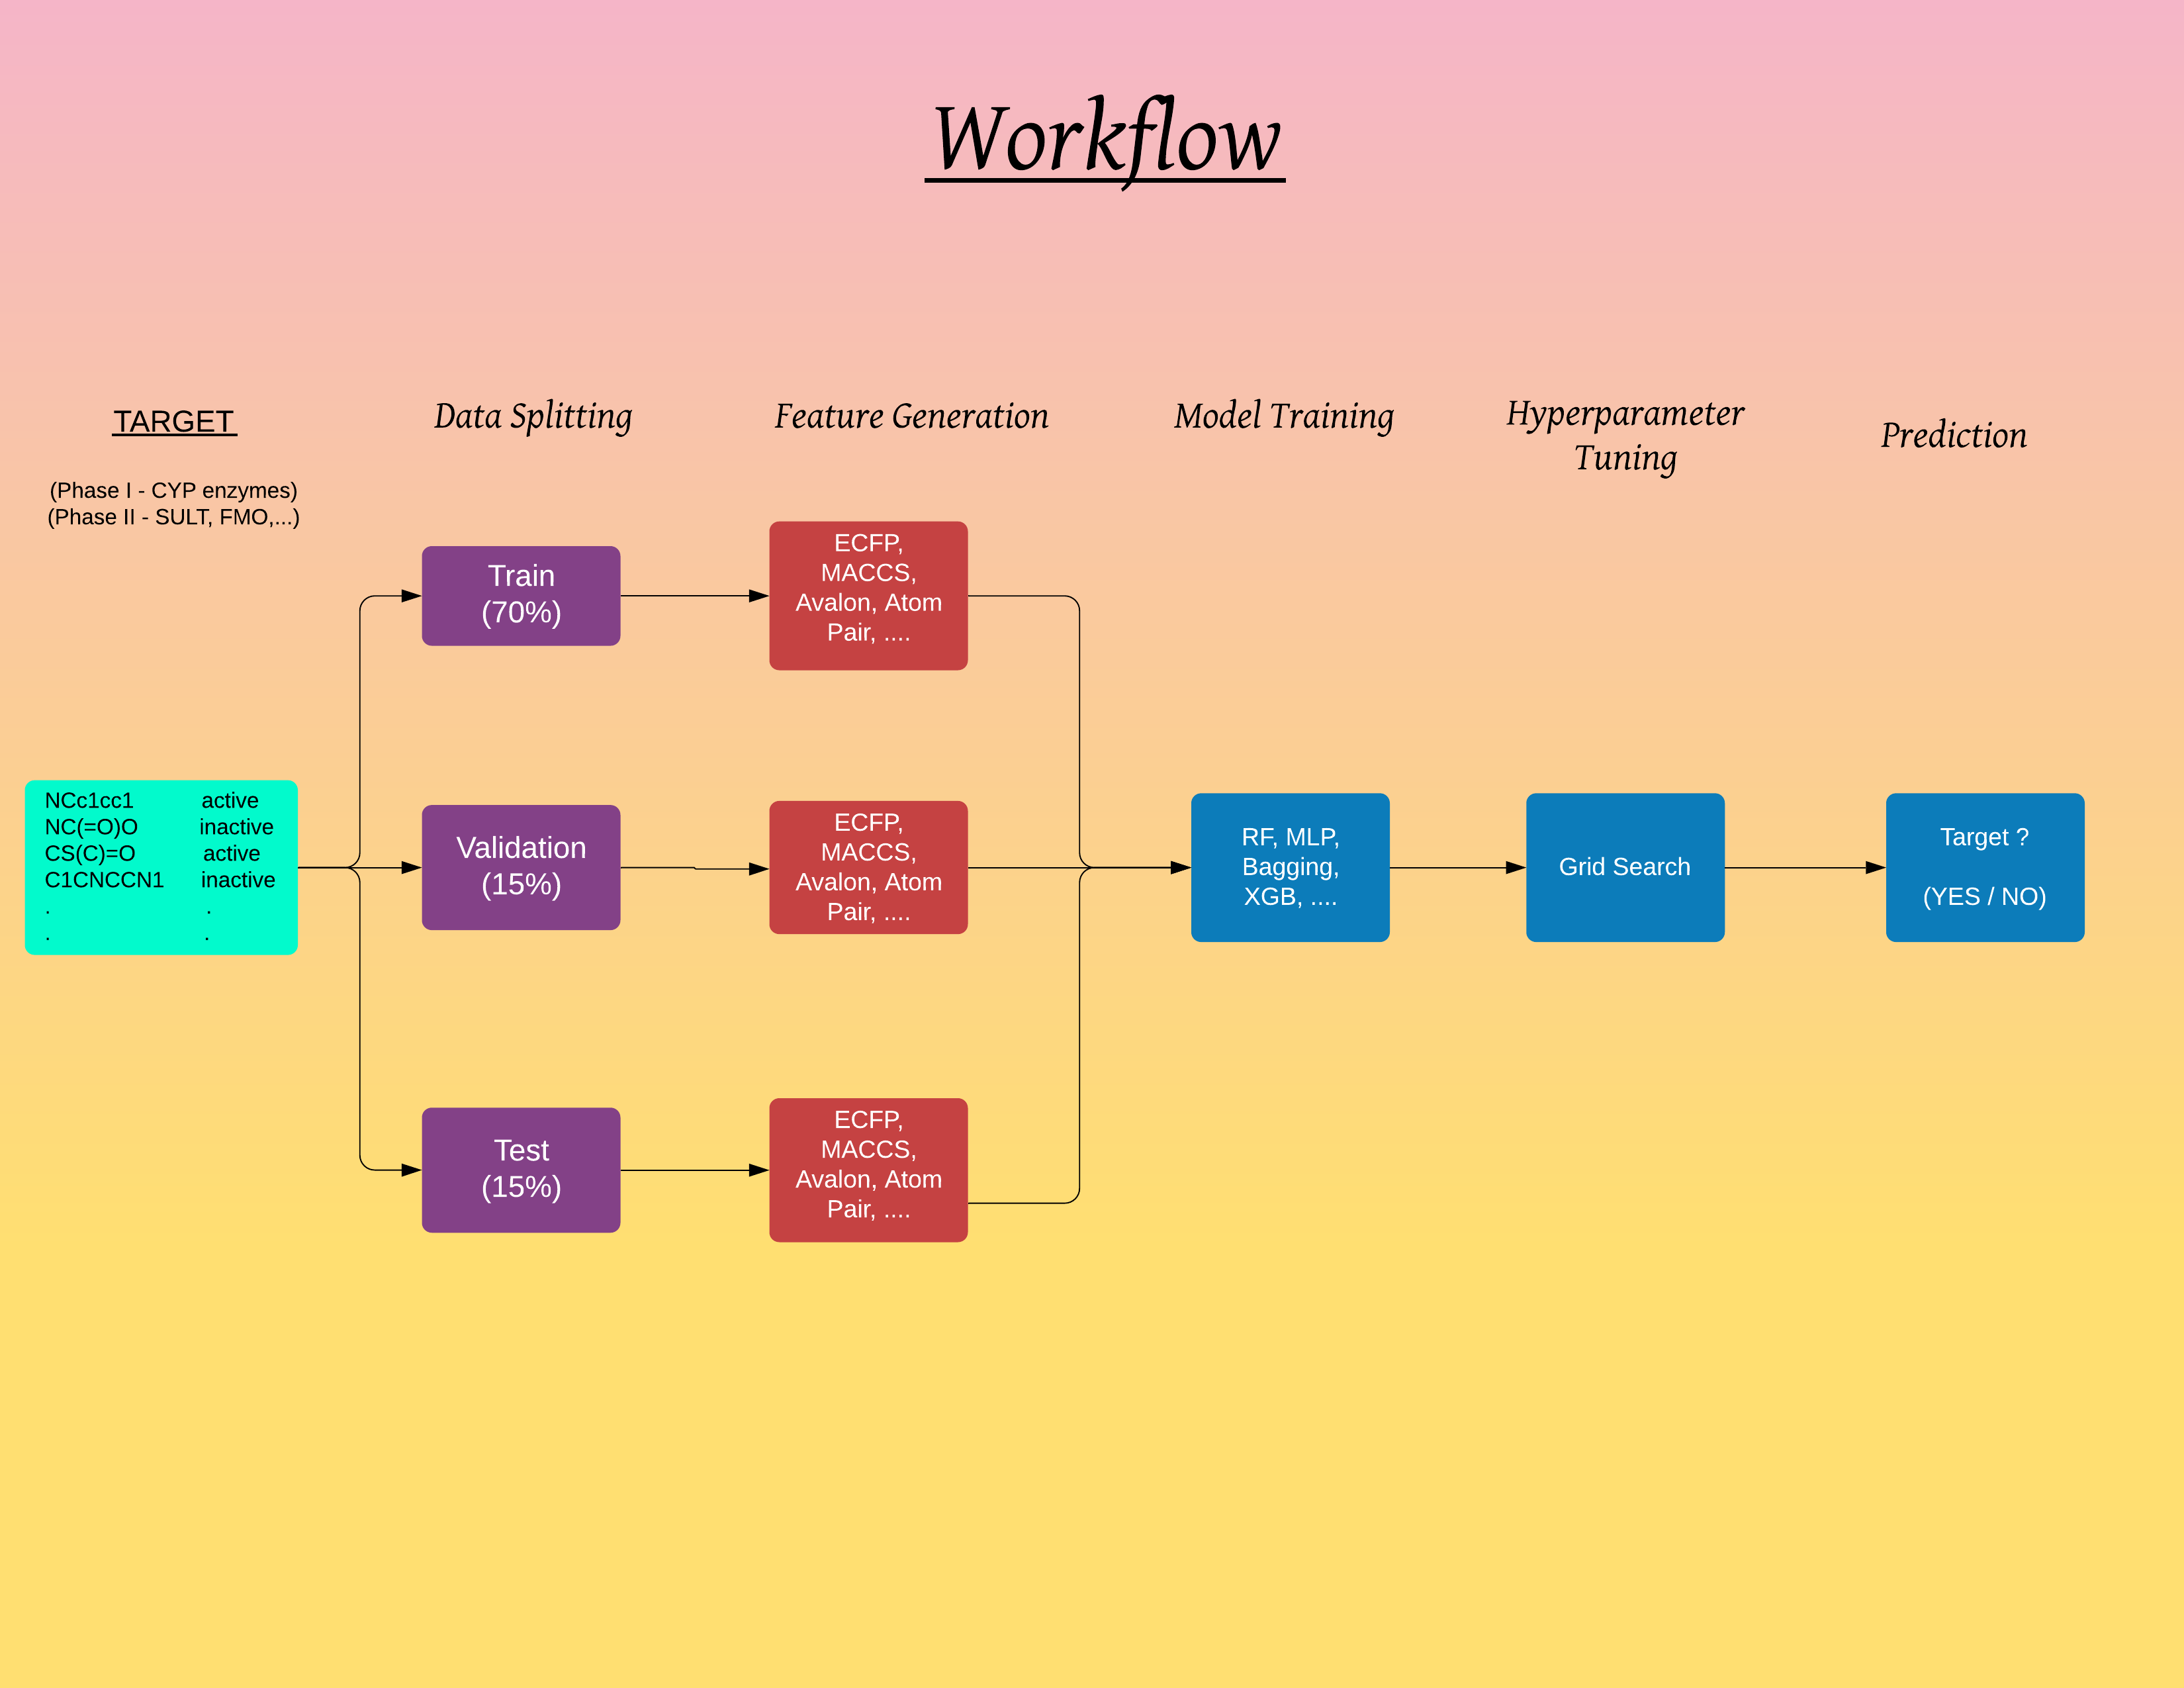 Workflow
TARGET
(Phase I - CYP enzymes)
(Phase II - SULT, FMO,...)
Data Splitting
Feature Generation
Model Training
Hyperparameter
Tuning
Prediction
NCc1cc1 active
NC(=O)O inactive
CS(C)=O active
C1CNCCN1 inactive
. .
. .
Train
(70%)
Validation
(15%)
Test
(15%)
ECFP,
MACCS,
Avalon, Atom
Pair, ....
ECFP,
MACCS,
Avalon, Atom
Pair, ....
ECFP,
MACCS,
Avalon, Atom
Pair, ....
RF, MLP,
Bagging,
XGB, ....
Grid Search
Target ?
(YES / NO)